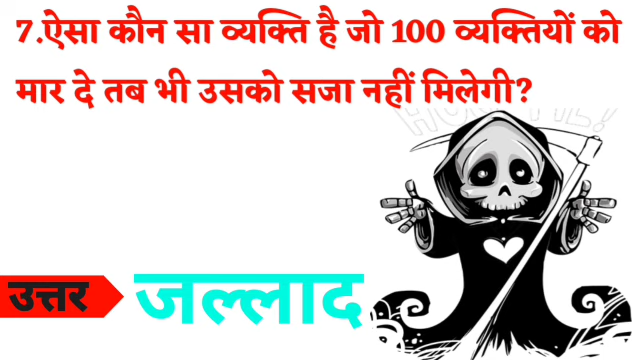 7.ऐसा कौन सा व्यक्ति है जो 100 व्यक्तियों को
मार दे तब भी उसको सजा नहीं मिलेगी?
उत्तर
जल्लाद